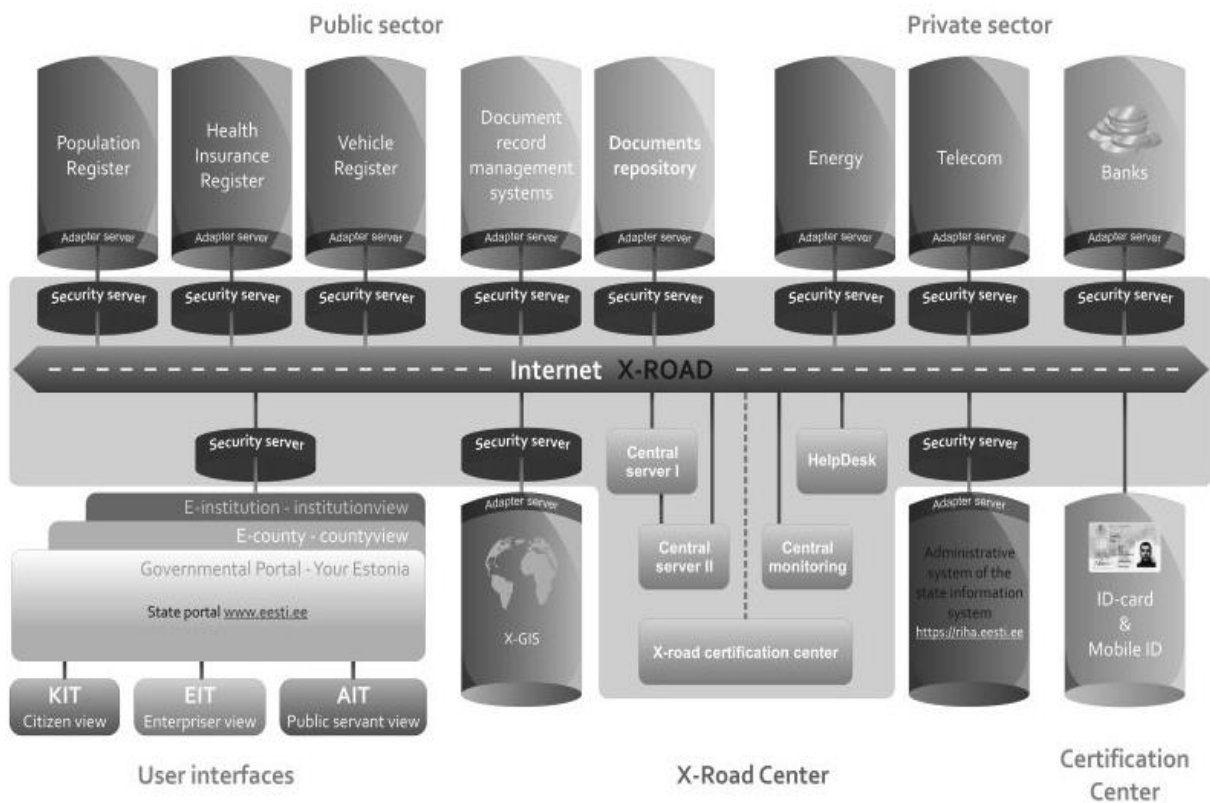 Public sector
Private sector
Population
Register
Adapter server
Health
Insurance
Register
Adapter server
Vehicle
Register
Adapter server
Document
record
management
systems
Adapter server
Documents
repository
Adapter server
Energy
Adapter server
Telecom
Adapter server
Banks
Adapter server
Security server
Security server
Security server
Security server
Security server
Security server
Security server
Security server
Internet X-ROAD
Security server
E-institution - institutionview
E-county - countyview
Governmental Portal - Your Estonia
State portal www.eesti.ee
KIT
Citizen view
EIT
Enterpriser view
AIT
Public servant view
Security server
Adapter server
X-GIS
Central
server I
HelpDesk
Central
server II
Central
monitoring
X-road certification center
Security server
Adapter server
Administrative
system of the
state information
system
https://riha.eesti.ee
ID-card
&
Mobile ID
User interfaces
X-Road Center
Certification
Center